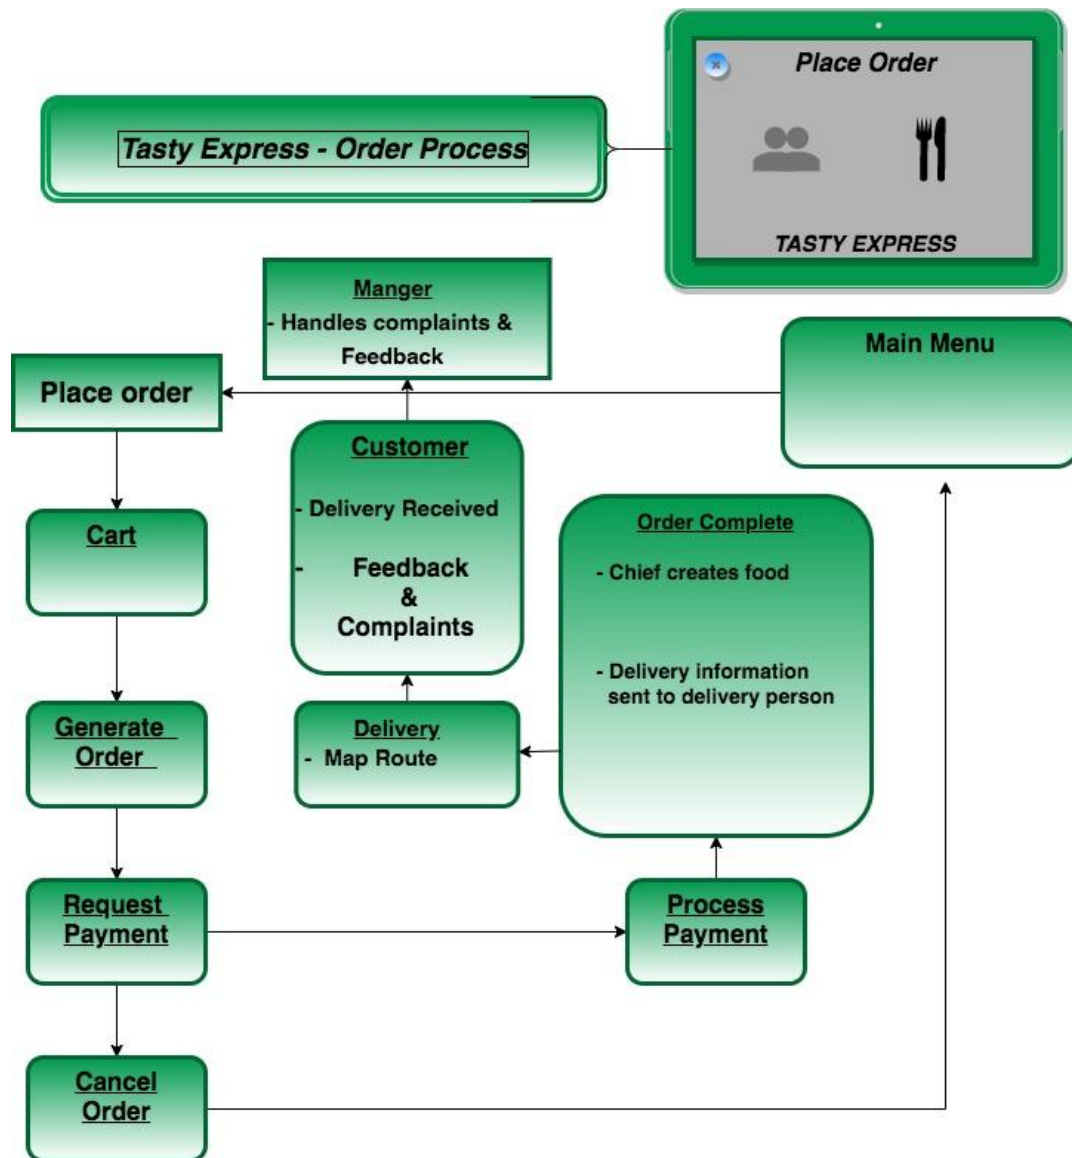 Place Order
Tasty Express - Order Process
TASTY EXPRESS
Manger
- Handles complaints &
Feedback
Main Menu
Place order
Customer
- Delivery Received
- Feedback
&
Complaints
Order Complete
- Chief creates food
- Delivery information
sent to delivery person
Cart
Generate
Order
Delivery
- Map Route
Request
Payment
Process
Payment
Cancel
Order